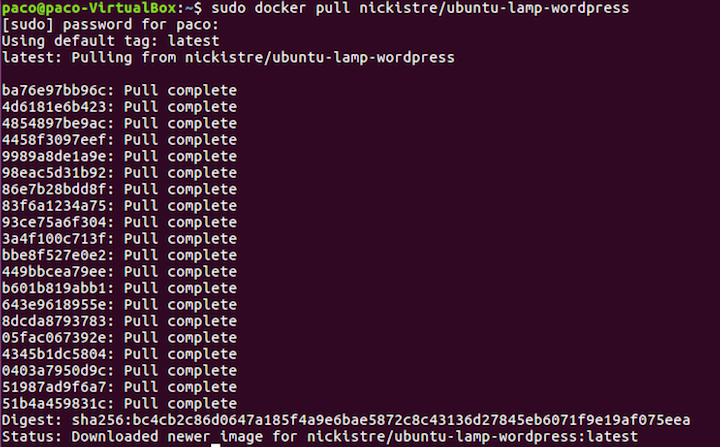 paco@paco-VirtualBox:~$ sudo docker pull nickistre/ubuntu-lamp-wordpress
[sudo] password for paco:
Using default tag: latest
latest: Pulling from nickistre/ubuntu-lamp-wordpress
ba76e97bb96c: Pull complete
4d6181e6b423: Pull complete
4854897be9ac: Pull complete
4458f3097eef: Pull complete
9989a8de1a9e: Pull complete
98eac5d31b92: Pull complete
86e7b28bdd8f: Pull complete
83f6a1234a75: Pull complete
93ce75a6f304: Pull complete
3a4f100c713f: Pull complete
bbe8f527e0e2: Pull complete
449bbcea79ee: Pull complete
b601b819abb1: Pull complete
643e9618955e: Pull complete
8dcda8793783: Pull complete
05fac067392e: Pull complete
4345b1dc5804: Pull complete
0403a7950d9c: Pull complete
51987ad9f6a7: Pull complete
51b4a459831c: Pull complete
Digest: sha256:bc4cb2c86d0647a185f4a9e6bae5872c8c43136d27845eb6071f9e19af075eea
Status: Downloaded newer image for nickistre/ubuntu-lamp-wordpress:latest